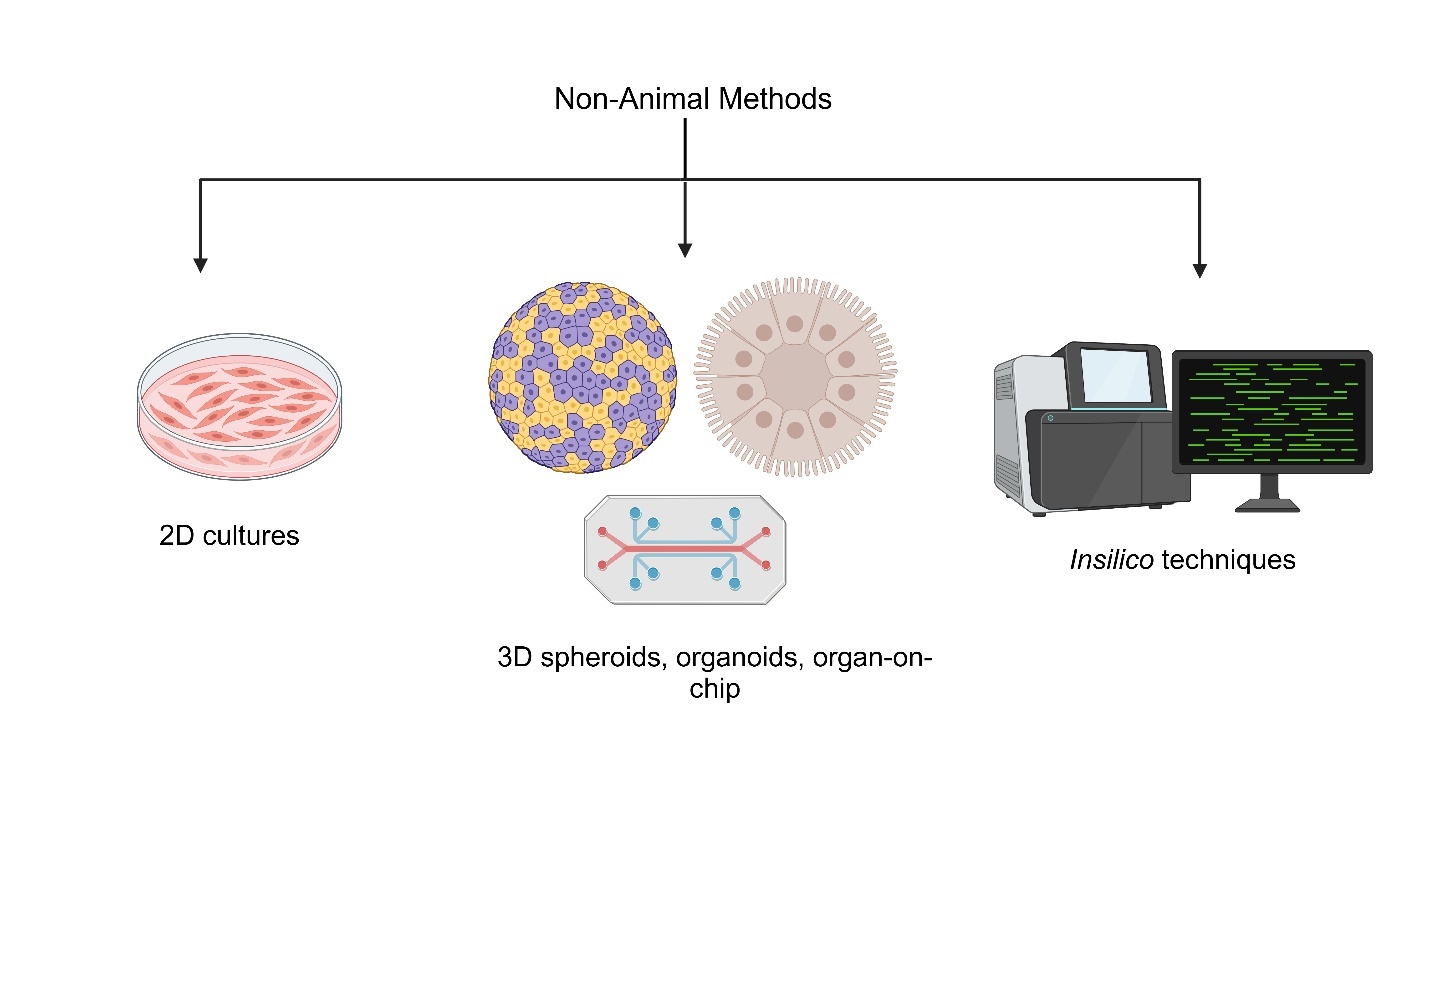 Non-Animal Methods
2D cultures
Insilico techniques
3D spheroids, organoids, organ-on-
chip